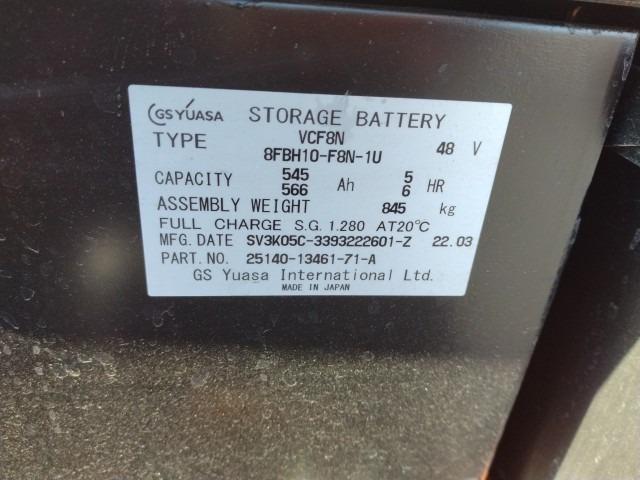 GS YUASA STORAGE BATTERY
TYPE VCF8N 48 V
8FBH10-F8N-1U
CAPACITY 545 Ah 5 HR
566 6
ASSEMBLY WEIGHT 845 kg
FULL CHARGE S.G. 1.280 AT20℃
MFG. DATE SV3K05C-3393222601-Z 22.03
PART.NO. 25140-13461-71-A
GS Yuasa International Ltd.
MADE IN JAPAN